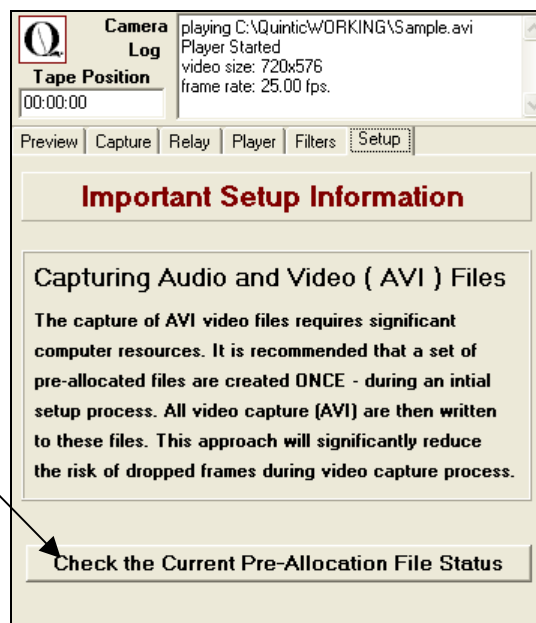 Camera
Log
Tape Position
00:00:00
playing C:\QuinticWORKING\Sample.avi
Player Started
video size: 720x576
frame rate: 25.00 fps.
Preview Capture Relay Player Filters Setup
Important Setup Information
Capturing Audio and Video ( AVI ) Files
The capture of AVI video files requires significant
computer resources. It is recommended that a set of
pre-allocated files are created ONCE - during an intial
setup process. All video capture (AVI) are then written
to these files. This approach will significantly reduce
the risk of dropped frames during video capture process.
Check the Current Pre-Allocation File Status